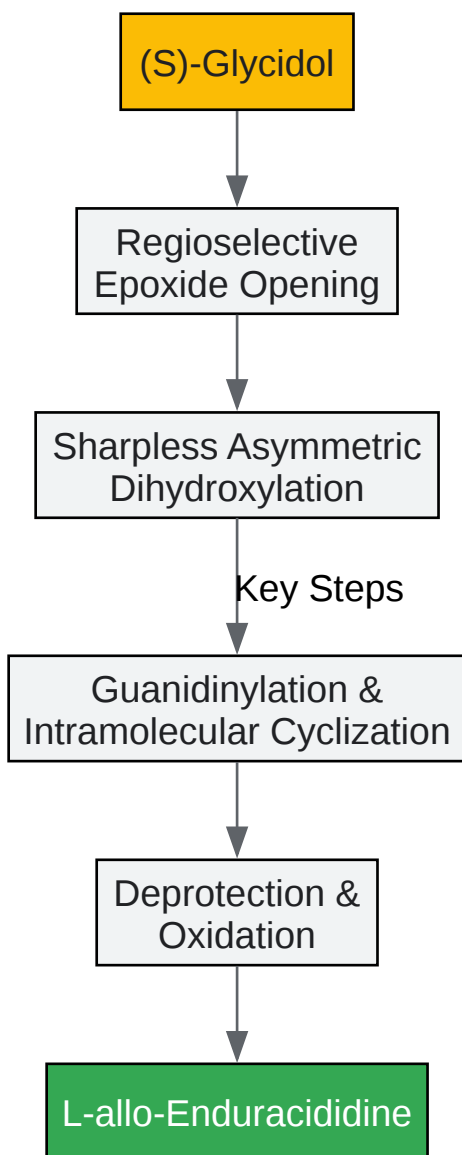 (S)-Glycidol
Regioselective
Epoxide Opening
Sharpless Asymmetric
Dihydroxylation
Key Steps
Guanidinylation &
Intramolecular Cyclization
Deprotection &
Oxidation
L-allo-Enduracididine